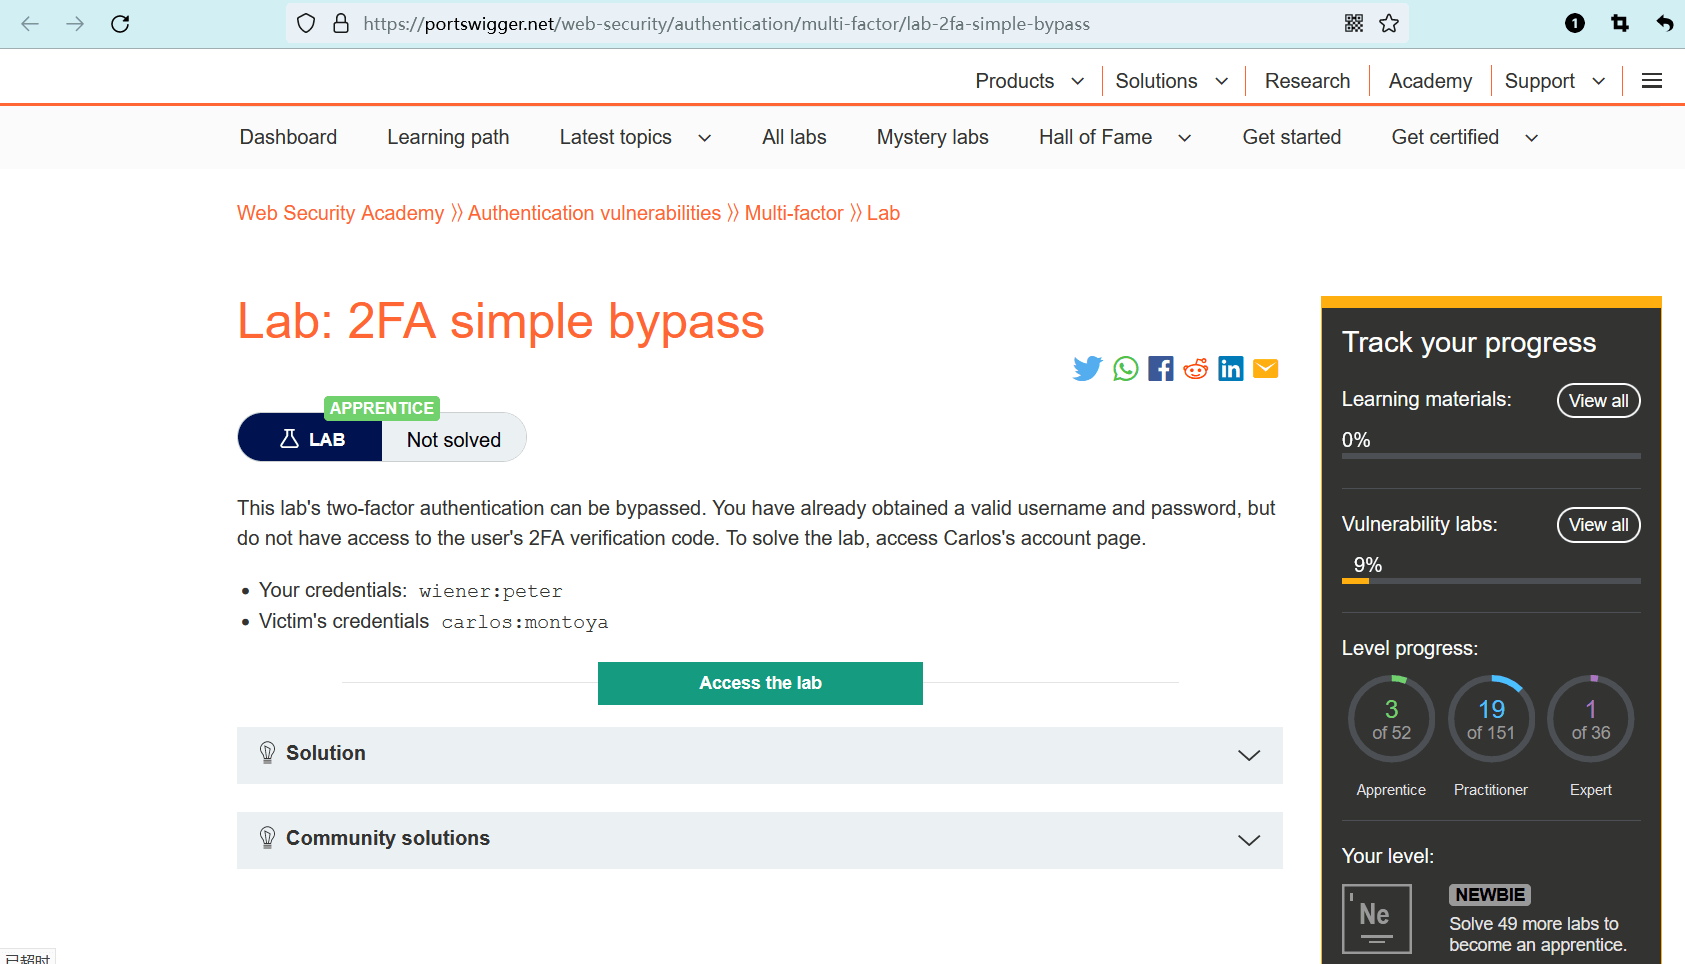 https://portswigger.net/web-security/authentication/multi-factor/lab-2fa-simple-bypass
1
Products
Solutions
Research
Academy
Support
Dashboard
Learning path
Latest topics
All labs
Mystery labs
Hall of Fame
Get started
Get certified
Web Security Academy
Authentication vulnerabilities
Multi-factor
Lab
Lab: 2FA simple bypass
APPRENTICE
LAB
Not solved
This lab's two-factor authentication can be bypassed. You have already obtained a valid username and password, but
do not have access to the user's 2FA verification code. To solve the lab, access Carlos's account page.
• Your credentials: wiener:peter
• Victim's credentials carlos:montoya
Access the lab
Solution
Community solutions
Track your progress
Learning materials:
View all
0%
Vulnerability labs:
View all
9%
Level progress:
3
of 52
19
of 151
1
of 36
Apprentice
Practitioner
Expert
Your level:
Ne
NEWBIE
Solve 49 more labs to
become an apprentice.
已超时